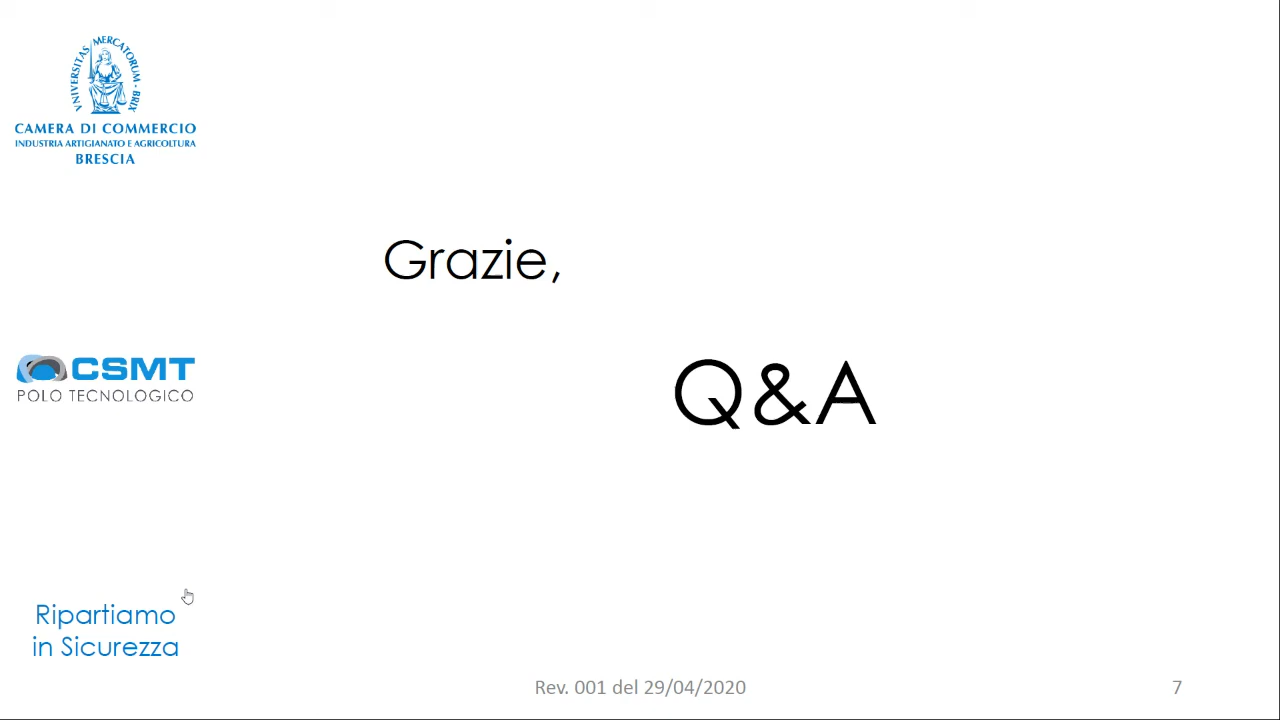 VNIVERSITAS MERCATORUM - BRIX
CAMERA DI COMMERCIO
INDUSTRIA ARTIGIANATO E AGRICOLTURA
BRESCIA
Grazie,
CSMT
POLO TECNOLOGICO
Q&A
Ripartiamo
in Sicurezza
Rev. 001 del 29/04/2020
7